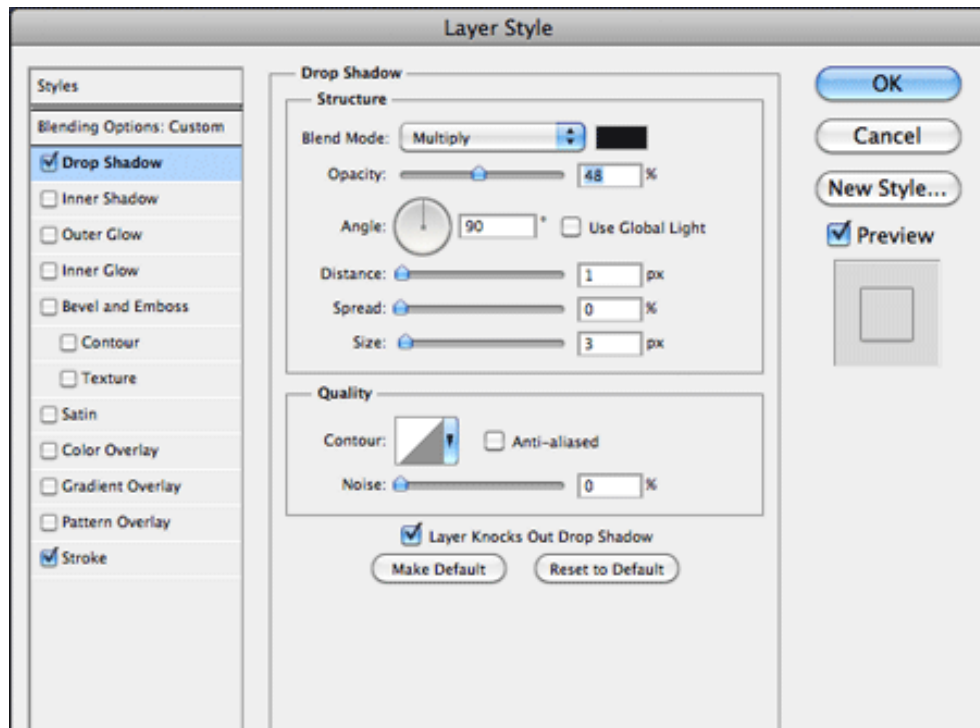 Layer Style
Styles
Blending Options: Custom
Drop Shadow
Inner Shadow
Outer Glow
Inner Glow
Bevel and Emboss
Contour
Texture
Satin
Color Overlay
Gradient Overlay
Pattern Overlay
Stroke
Drop Shadow
Structure
Blend Mode: Multiply
Opacity: 48 %
Angle: 90 ° Use Global Light
Distance: 1 px
Spread: 0 %
Size: 3 px
Quality
Contour: Anti-aliased
Noise: 0 %
Layer Knocks Out Drop Shadow
Make Default Reset to Default
OK
Cancel
New Style...
Preview